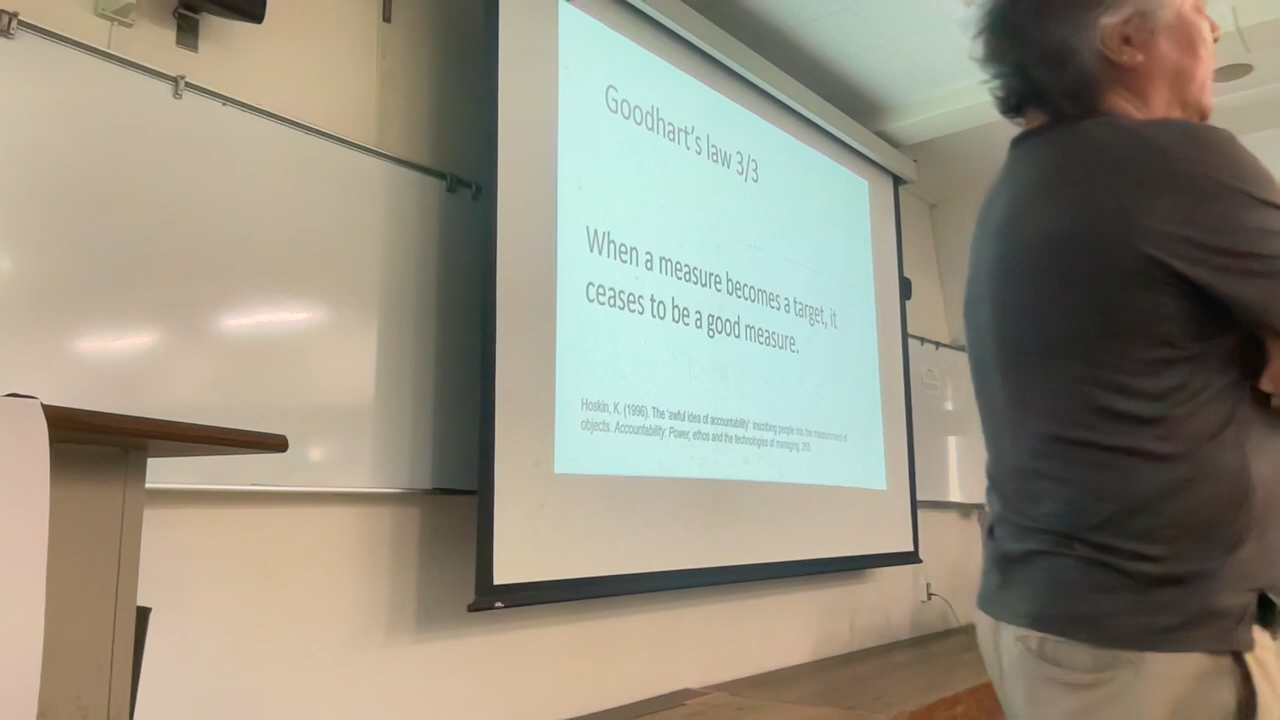 Goodhart's law 3/3
When a measure becomes a target, it
ceases to be a good measure.
Hoskin, K. (1996). The 'awful idea of accountability': inscribing people into the measurement of
objects. Accountability: Power, ethos and the technologies of managing, 265.